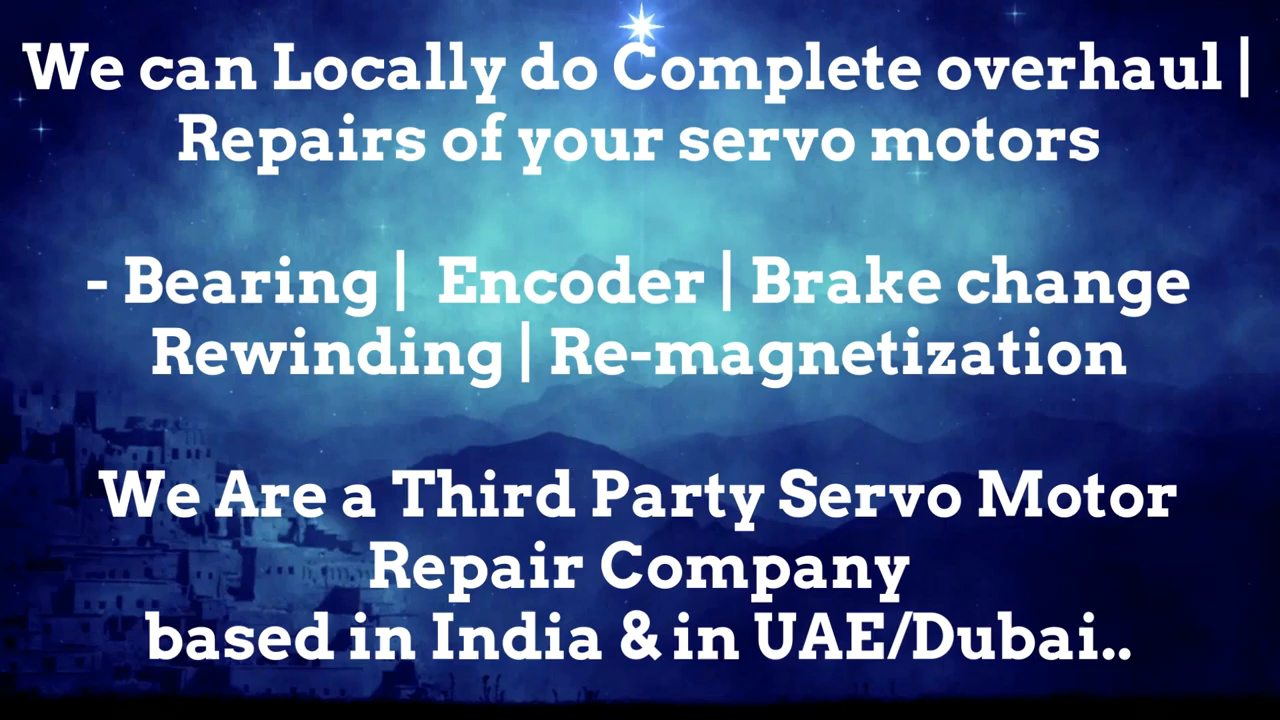 We can Locally do Complete overhaul |
Repairs of your servo motors
- Bearing | Encoder | Brake change
Rewinding | Re-magnetization
We Are a Third Party Servo Motor
Repair Company
based in India & in UAE/Dubai..